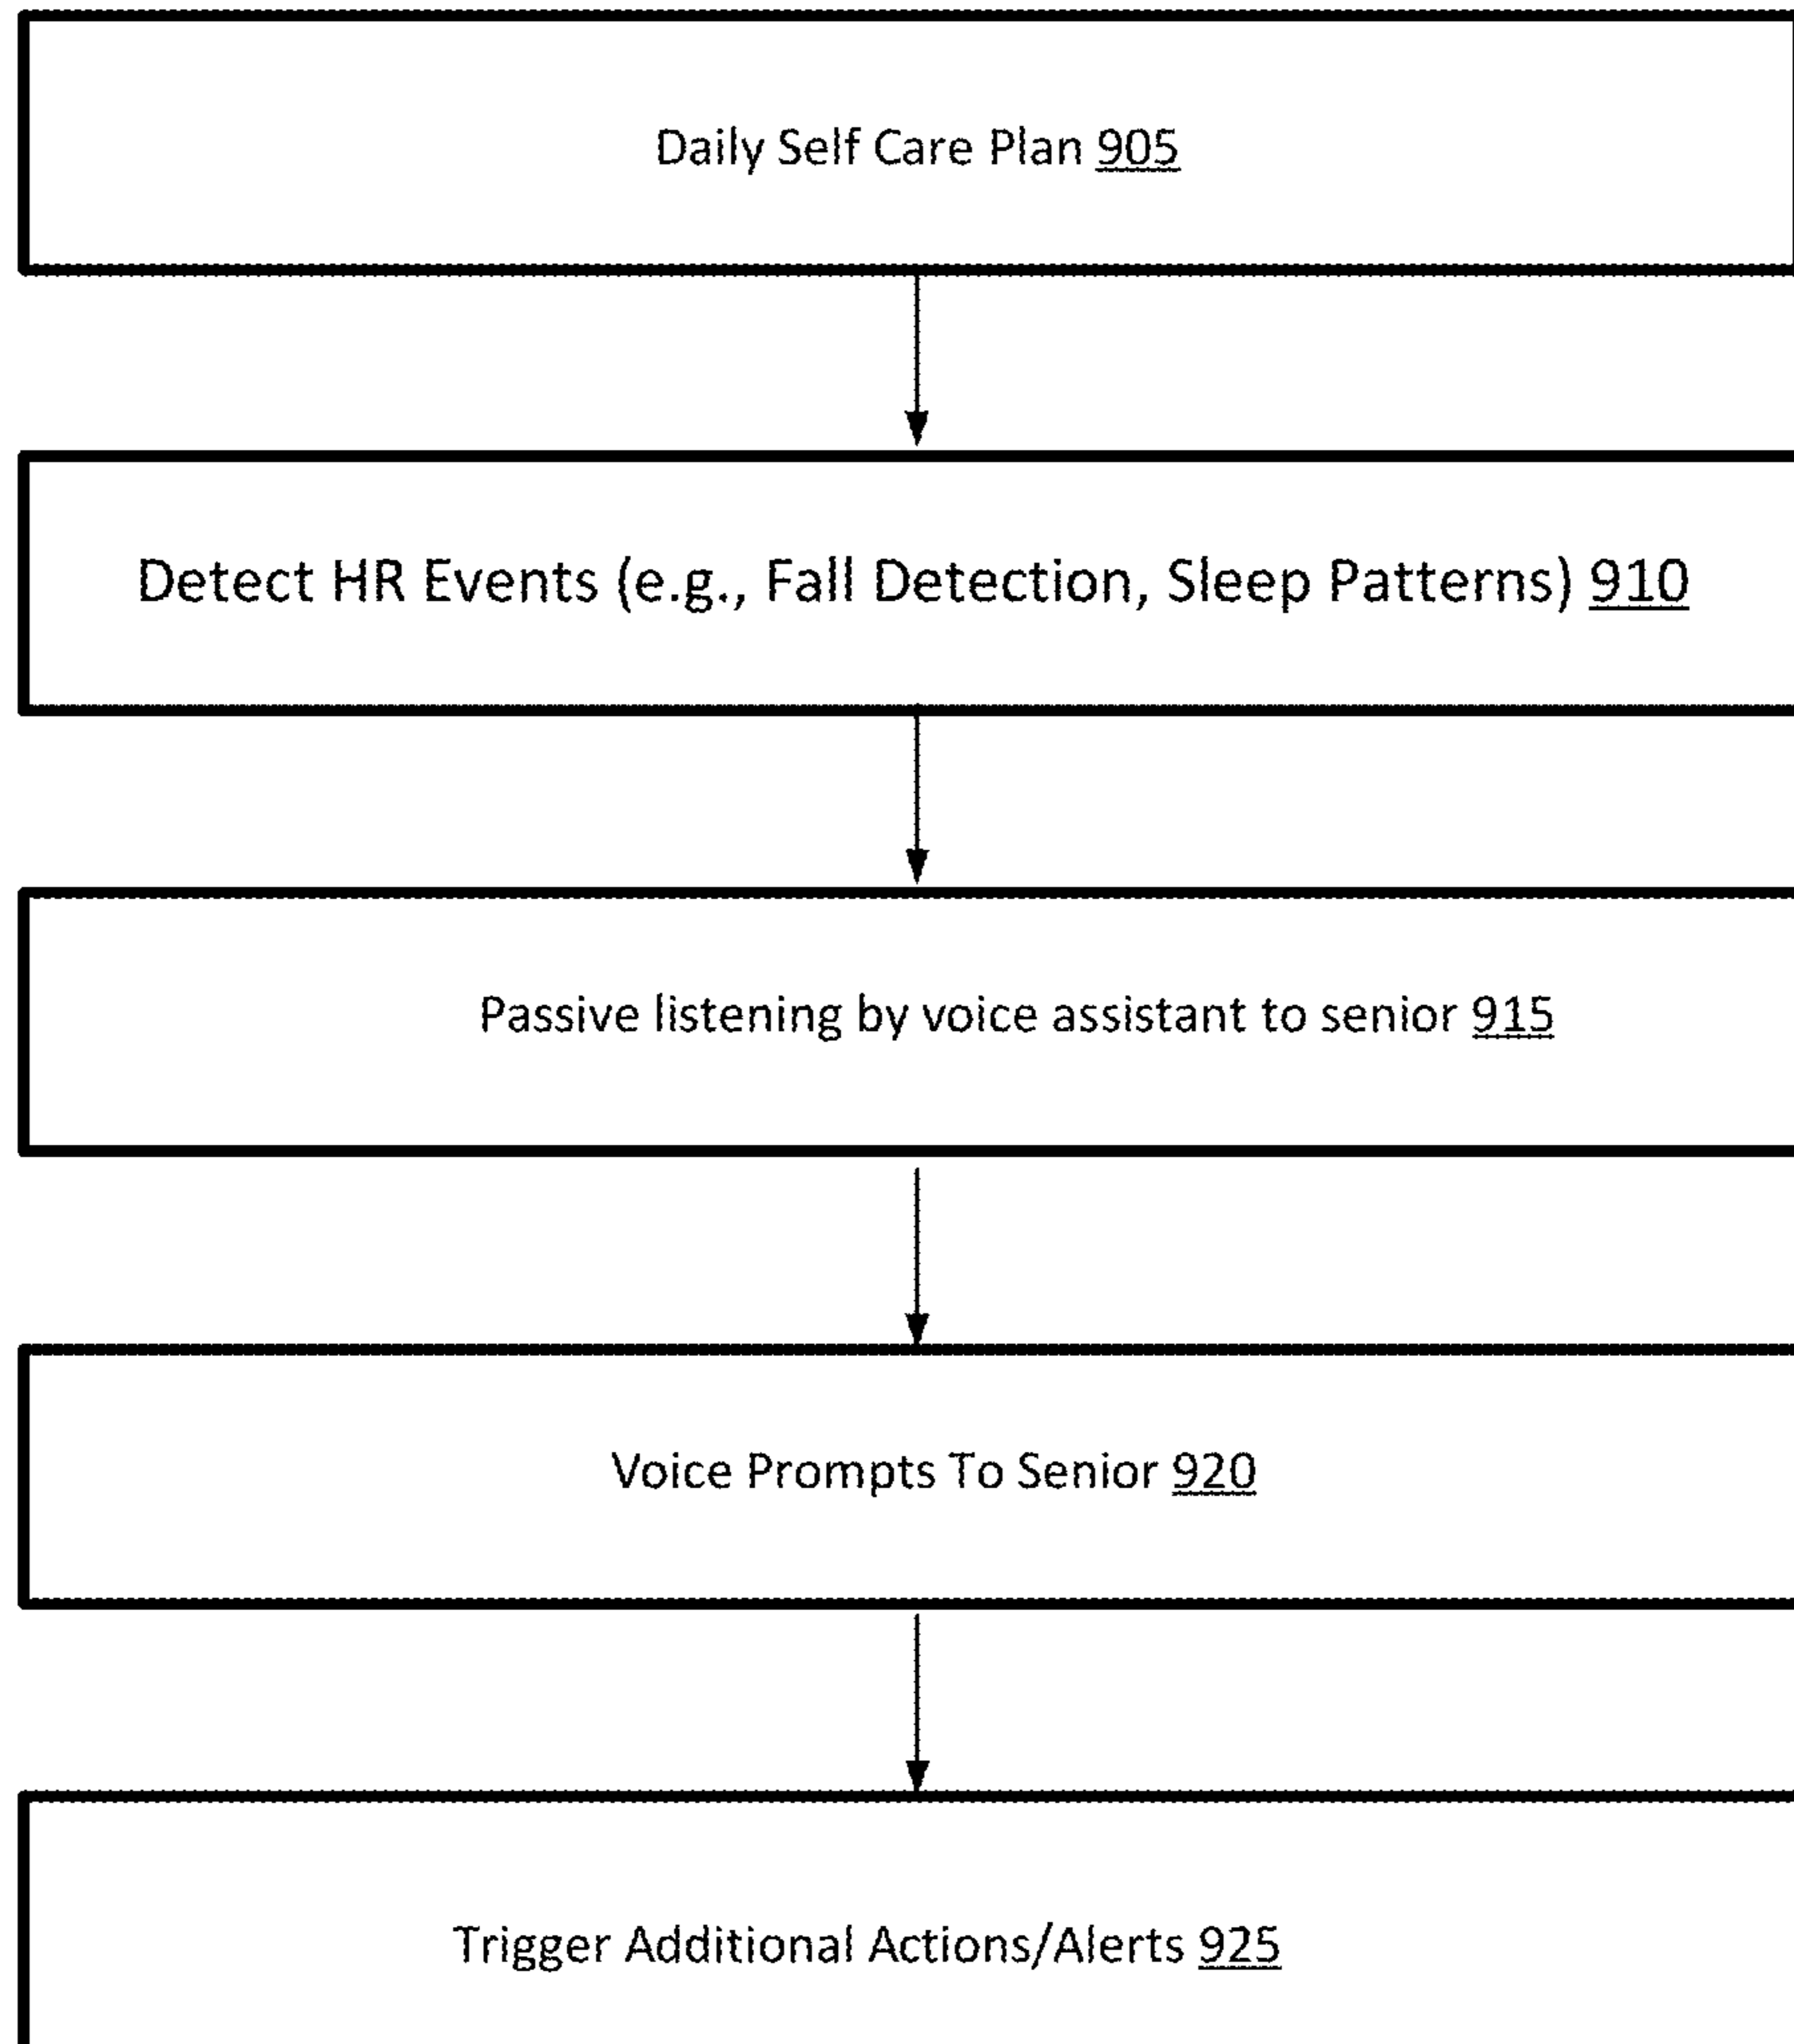 Daily Self Care Plan 905
Detect HR Events (e.g., Fall Detection, Sleep Patterns) 910
Passive listening by voice assistant to senior 915
Voice Prompts To Senior 920
Trigger Additional Actions/Alerts 925